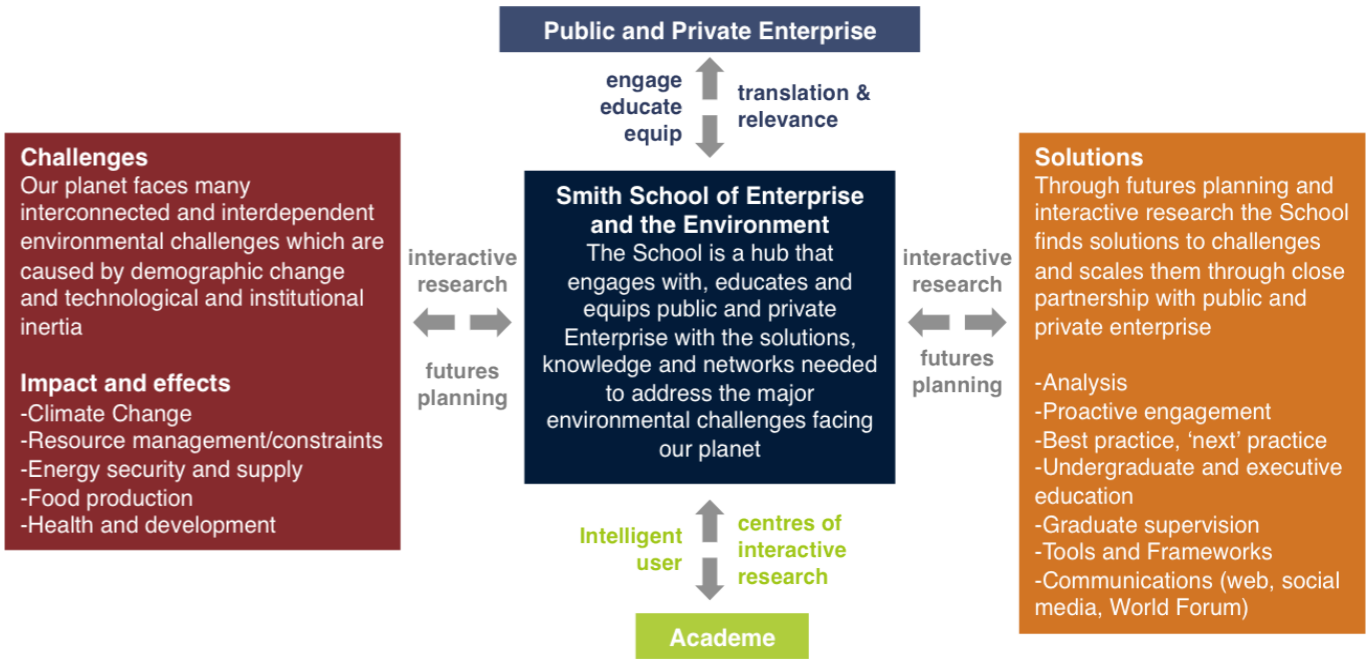 Public and Private Enterprise
engage
educate
equip
translation &
relevance
Challenges
Our planet faces many
interconnected and interdependent
environmental challenges which are
caused by demographic change
and technological and institutional
inertia
Impact and effects
-Climate Change
-Resource management/constraints
-Energy security and supply
-Food production
-Health and development
interactive
research
futures
planning
Smith School of Enterprise
and the Environment
The School is a hub that
engages with, educates and
equips public and private
Enterprise with the solutions,
knowledge and networks needed
to address the major
environmental challenges facing
our planet
interactive
research
futures
planning
Solutions
Through futures planning and
interactive research the School
finds solutions to challenges
and scales them through close
partnership with public and
private enterprise
-Analysis
-Proactive engagement
-Best practice, ‘next’ practice
-Undergraduate and executive
education
-Graduate supervision
-Tools and Frameworks
-Communications (web, social
media, World Forum)
Intelligent
user
centres of
interactive
research
Academe